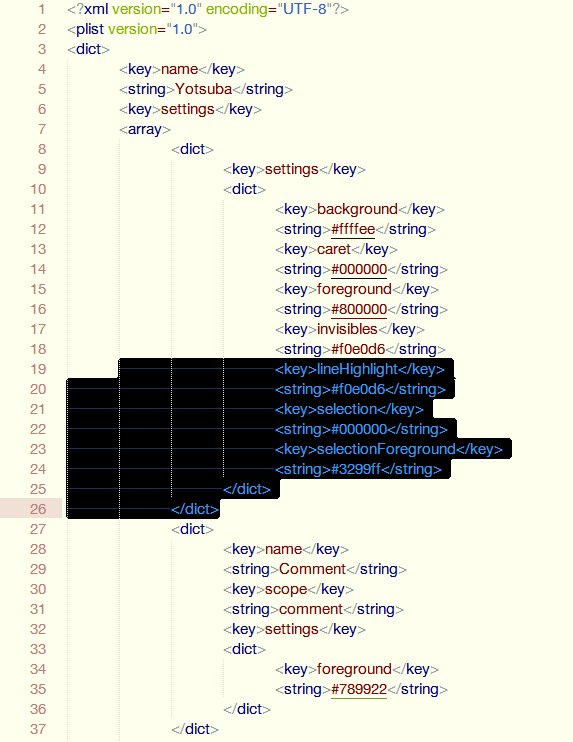 1 <?xml version="1.0" encoding="UTF-8"?>
2 <plist version="1.0">
3 <dict>
4 <key>name</key>
5 <string>Yotsuba</string>
6 <key>settings</key>
7 <array>
8 <dict>
9 <key>settings</key>
10 <dict>
11 <key>background</key>
12 <string>#ffffee</string>
13 <key>caret</key>
14 <string>#000000</string>
15 <key>foreground</key>
16 <string>#800000</string>
17 <key>invisibles</key>
18 <string>#f0e0d6</string>
19 <key>lineHighlight</key>
20 <string>#f0e0d6</string>
21 <key>selection</key>
22 <string>#000000</string>
23 <key>selectionForeground</key>
24 <string>#3299ff</string>
25 </dict>
26 </dict>
27 <dict>
28 <key>name</key>
29 <string>Comment</string>
30 <key>scope</key>
31 <string>comment</string>
32 <key>settings</key>
33 <dict>
34 <key>foreground</key>
35 <string>#789922</string>
36 </dict>
37 </dict>